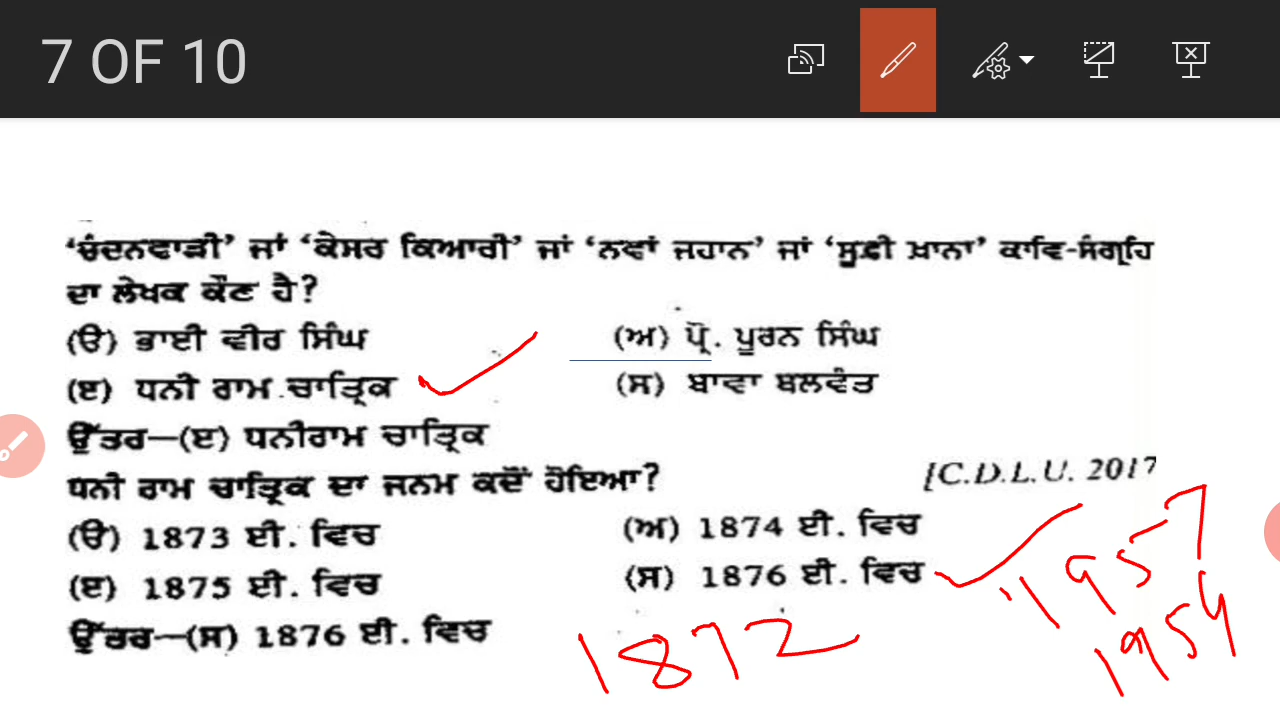 7 OF 10
'ਚੰਦਨਵਾੜੀ' ਜਾਂ 'ਕੇਸਰ ਕਿਆਰੀ' ਜਾਂ 'ਨਵਾਂ ਜਹਾਨ' ਜਾਂ 'ਸੂਫ਼ੀ ਖ਼ਾਨਾ' ਕਾਵਿ-ਸੰਗ੍ਰਹਿ
ਦਾ ਲੇਖਕ ਕੌਣ ਹੈ?
(ੳ) ਭਾਈ ਵੀਰ ਸਿੰਘ (ਅ) ਪ੍ਰੋ. ਪੂਰਨ ਸਿੰਘ
(ੲ) ਧਨੀ ਰਾਮ ਚਾਤ੍ਰਿਕ (ਸ) ਬਾਵਾ ਬਲਵੰਤ
ਉੱਤਰ—(ੲ) ਧਨੀਰਾਮ ਚਾਤ੍ਰਿਕ
ਧਨੀ ਰਾਮ ਚਾਤ੍ਰਿਕ ਦਾ ਜਨਮ ਕਦੋਂ ਹੋਇਆ? [C.D.L.U. 2017
(ੳ) 1873 ਈ. ਵਿਚ (ਅ) 1874 ਈ. ਵਿਚ
(ੲ) 1875 ਈ. ਵਿਚ (ਸ) 1876 ਈ. ਵਿਚ
1957
ਉੱਤਰ—(ਸ) 1876 ਈ. ਵਿਚ
1872
1954